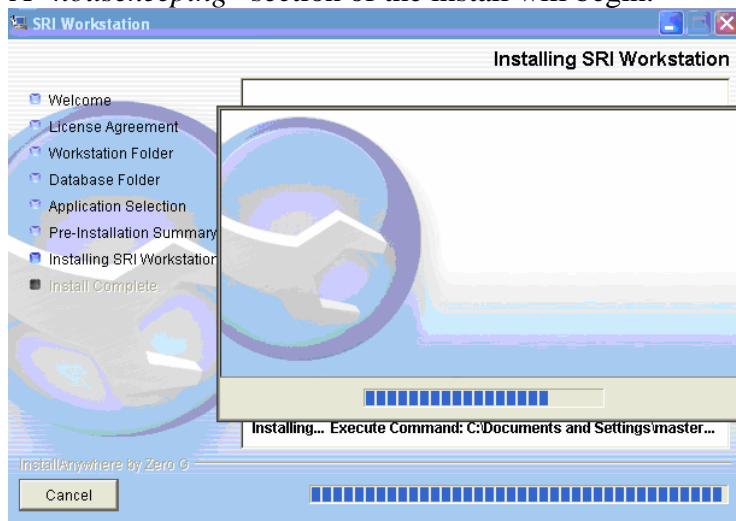 A "housekeeping" section of the install will begin.
SRI Workstation
Installing SRI Workstation
Welcome
License Agreement
Workstation Folder
Database Folder
Application Selection
Pre-Installation Summary
Installing SRI Workstation
Install Complete
Installing... Execute Command: C:\Documents and Settings\master...
InstallAnywhere by Zero G
Cancel